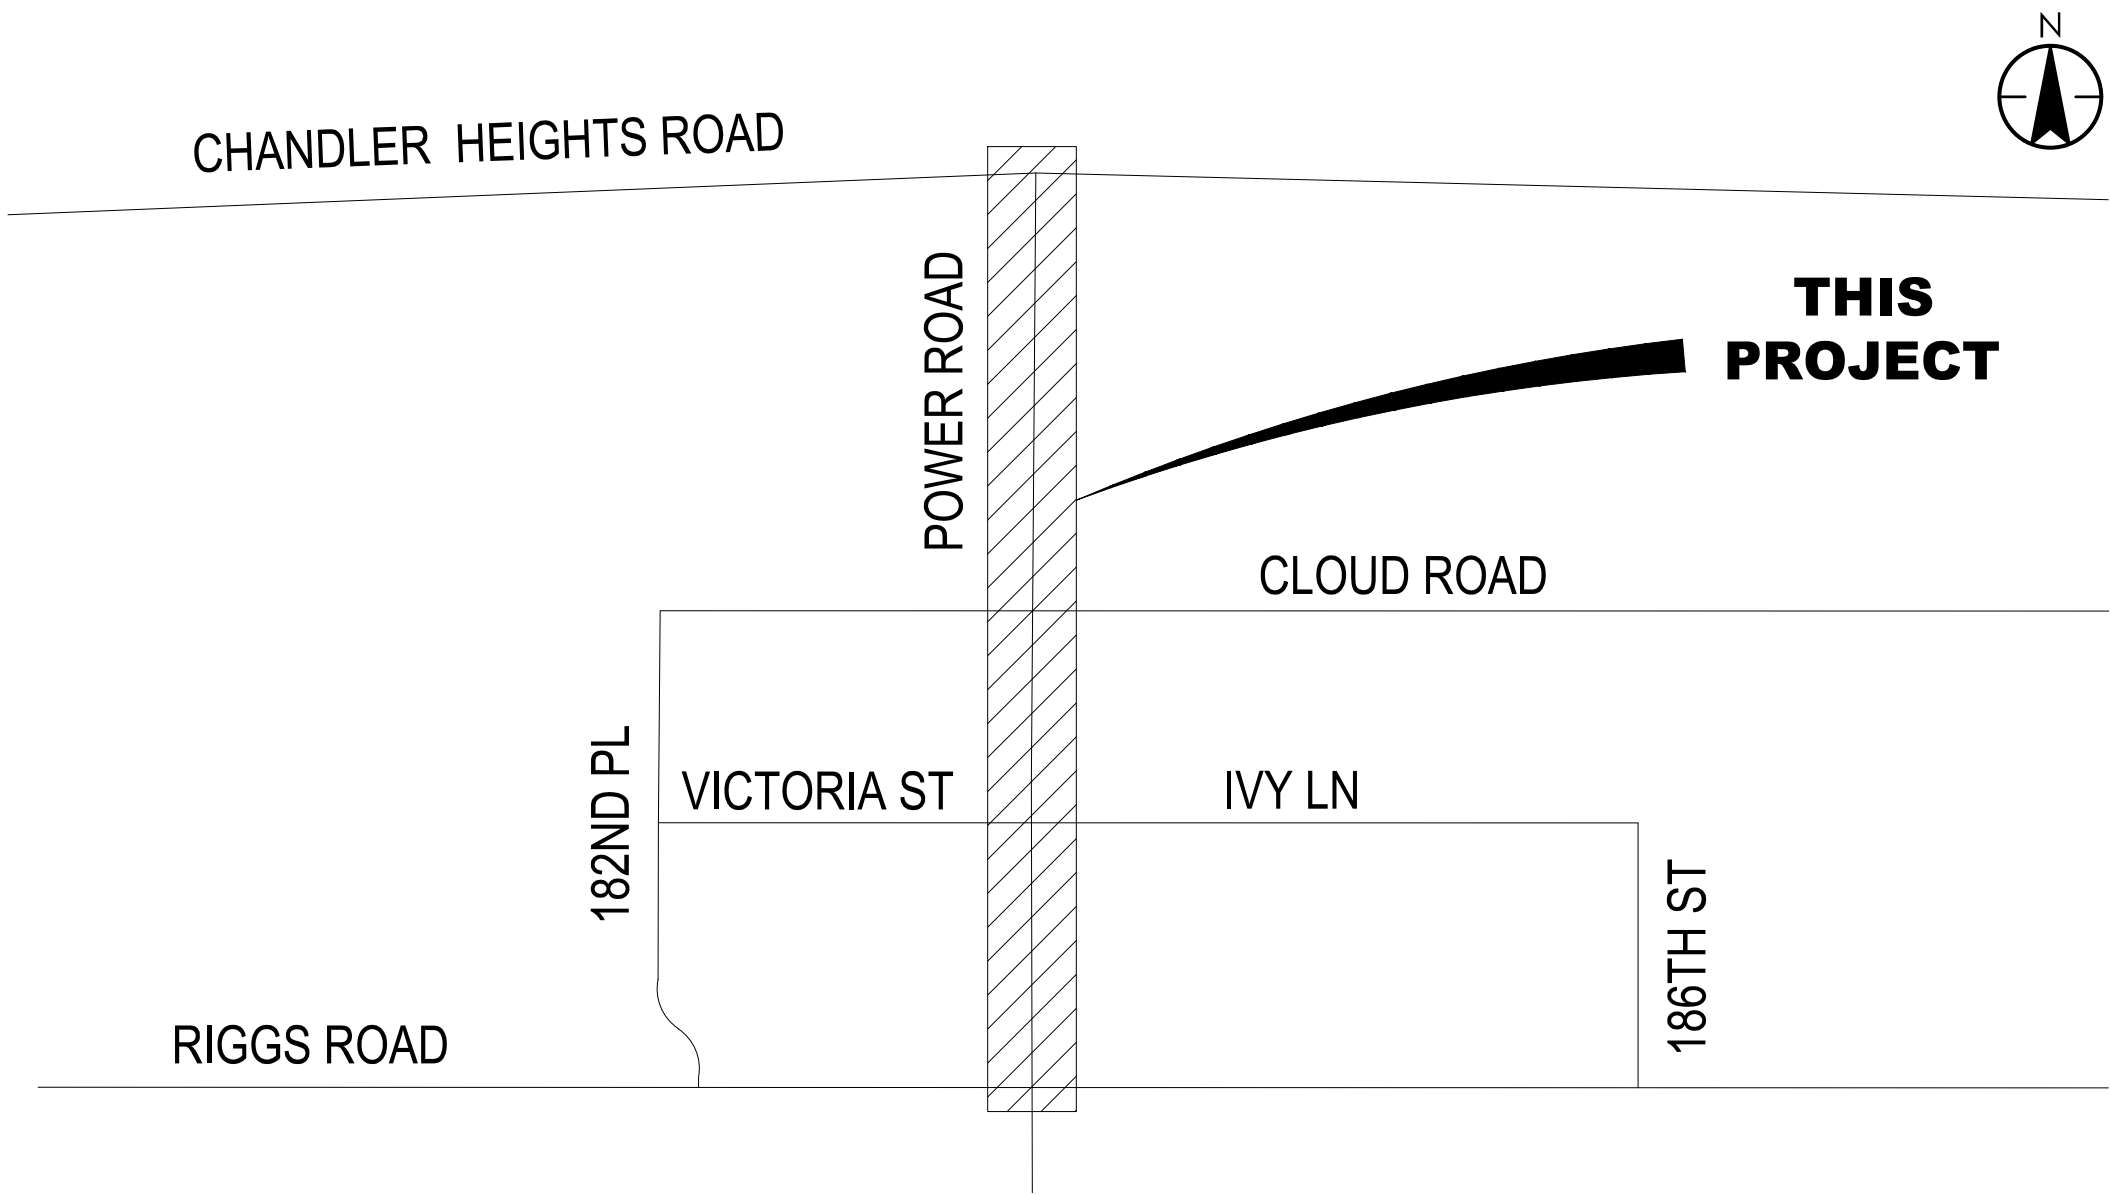 N
CHANDLER HEIGHTS ROAD
POWER ROAD
THIS
PROJECT
CLOUD ROAD
182ND PL
VICTORIA ST
IVY LN
186TH ST
RIGGS ROAD